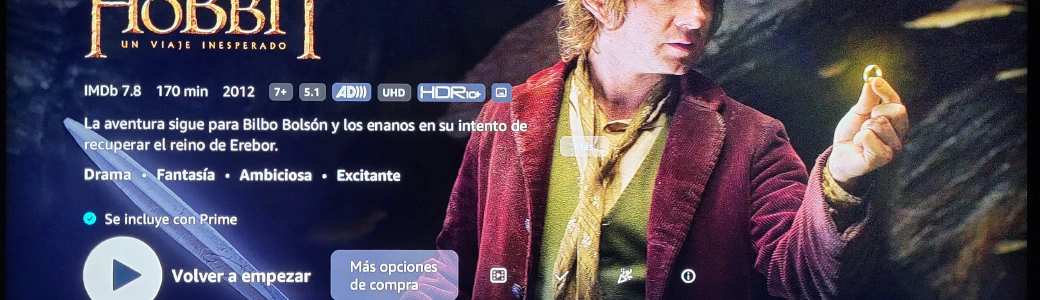 HOBBIT
UN VIAJE INESPERADO
IMDb 7.8 170 min 2012 7+ 5.1 AD))) UHD HDR10+
La aventura sigue para Bilbo Bolsón y los enanos en su intento de
recuperar el reino de Erebor.
Drama • Fantasía • Ambiciosa • Excitante
Se incluye con Prime
Volver a empezar
Más opciones
de compra